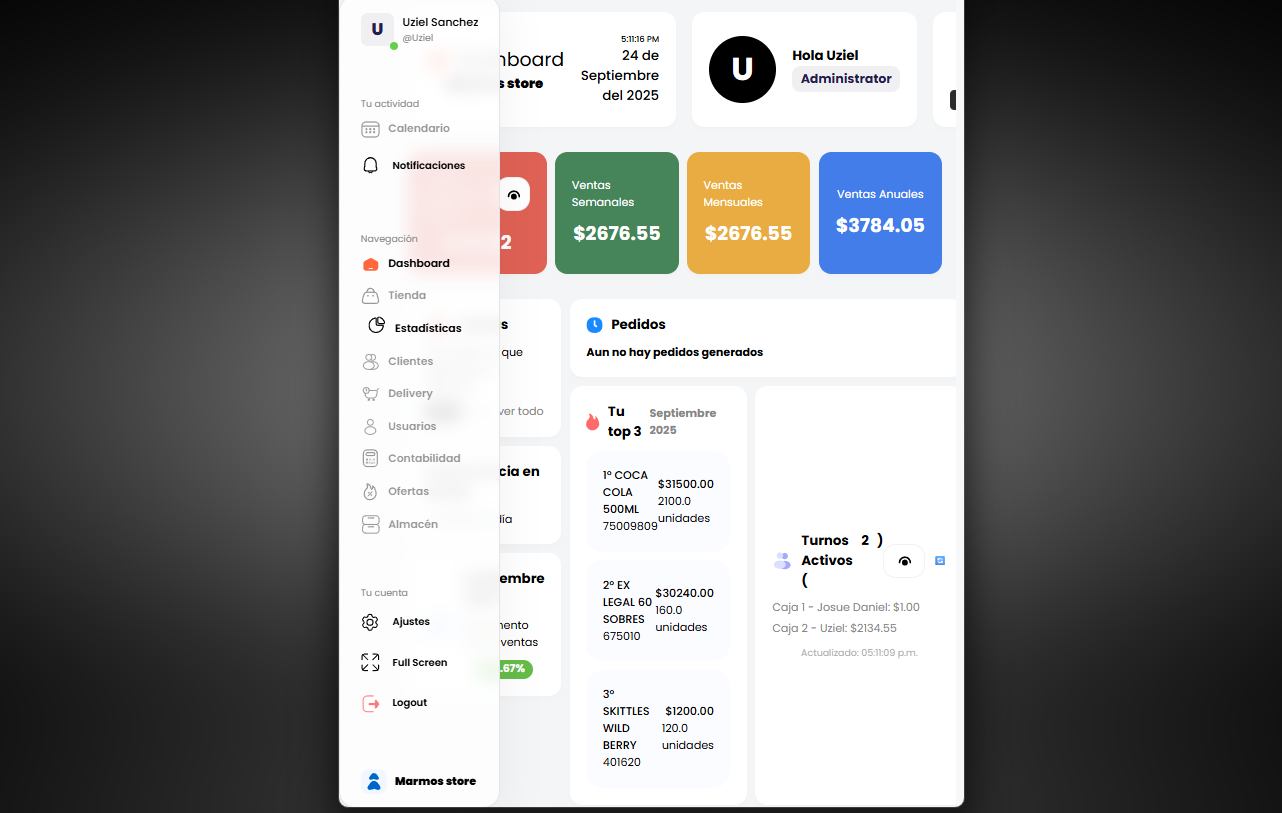 U
Uziel Sanchez
@Uziel
Tu actividad
Calendario
Notificaciones
Navegación
Dashboard
Tienda
Estadísticas
Clientes
Delivery
Usuarios
Contabilidad
Ofertas
Almacén
Tu cuenta
Ajustes
Full Screen
Logout
Marmos store
hboard
s store
5:11:16 PM
24 de
Septiembre
del 2025
U
Hola Uziel
Administrator
2
Ventas
Semanales
$2676.55
Ventas
Mensuales
$2676.55
Ventas Anuales
$3784.05
s
que
ver todo
cia en
ía
embre
ento
ventas
.67%
Pedidos
Aun no hay pedidos generados
Tu
top 3
Septiembre
2025
1° COCA
COLA
500ML
75009809
$31500.00
2100.0
unidades
2° EX
LEGAL 60
SOBRES
675010
$30240.00
160.0
unidades
3°
SKITTLES
WILD
BERRY
401620
$1200.00
120.0
unidades
Turnos 2 )
Activos
(
Caja 1 - Josue Daniel: $1.00
Caja 2 - Uziel: $2134.55
Actualizado: 05:11:09 p.m.